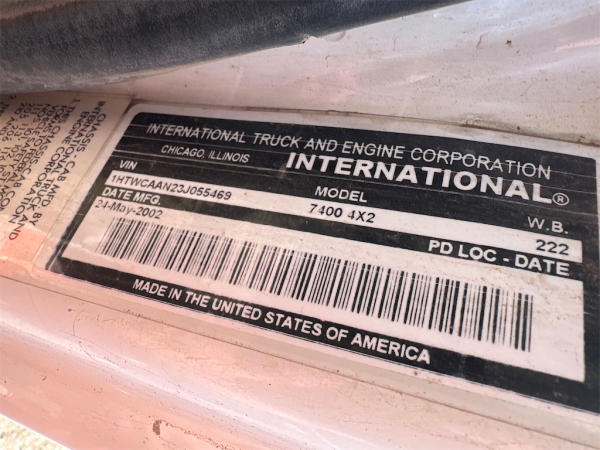 INTERNATIONAL TRUCK AND ENGINE CORPORATION
CHICAGO, ILLINOIS INTERNATIONAL®
VIN MODEL W.B.
1HTWCAAN23J055469 7400 4X2 222
DATE MFG. PD LOC - DATE
24-May-2002
MADE IN THE UNITED STATES OF AMERICA